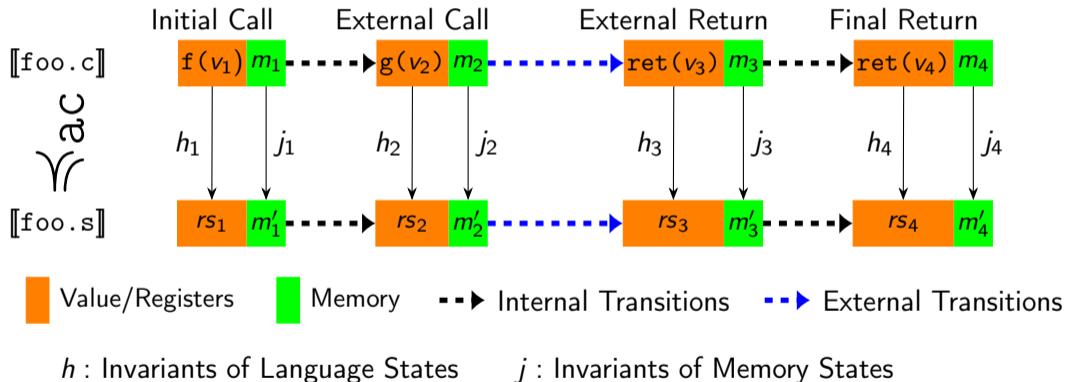 Initial Call External Call External Return Final Return
⟦foo.c⟧ f(v₁) m₁ g(v₂) m₂ ret(v₃) m₃ ret(v₄) m₄
ac h₁ j₁ h₂ j₂ h₃ j₃ h₄ j₄
⟦foo.s⟧ rs₁ m′₁ rs₂ m′₂ rs₃ m′₃ rs₄ m′₄
Value/Registers Memory Internal Transitions External Transitions
h : Invariants of Language States j : Invariants of Memory States